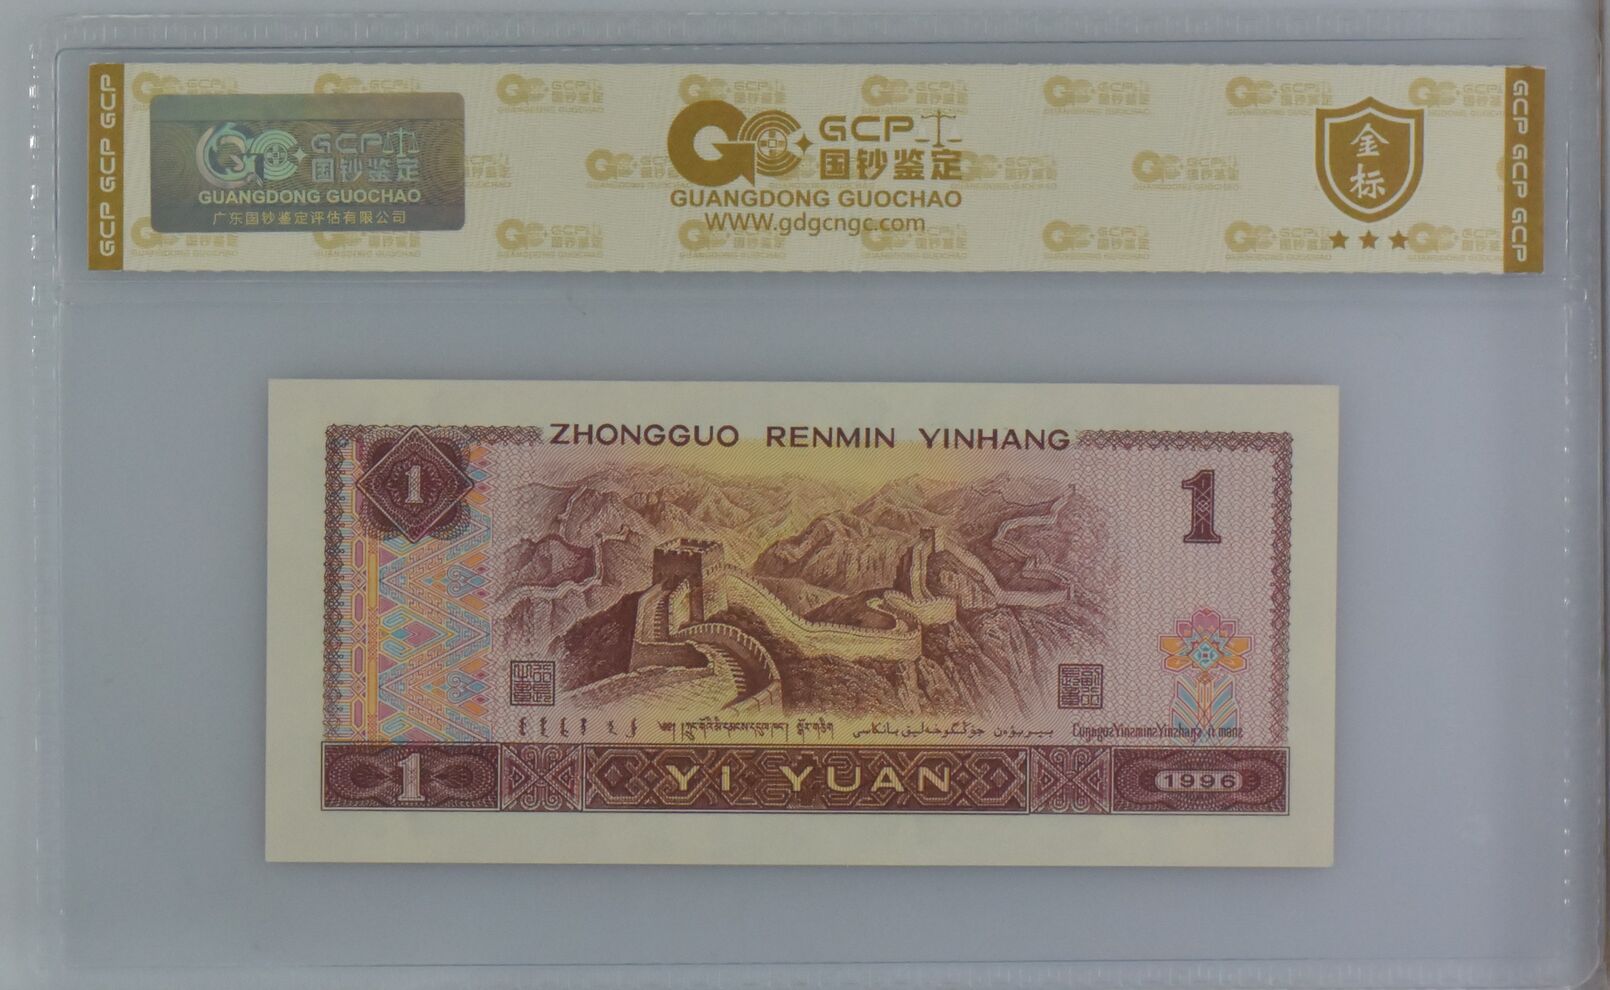 GCP GCP GCP
GCP
国钞鉴定
GUANGDONG GUOCHAO
广东国钞鉴定评估有限公司
GCP
国钞鉴定
GUANGDONG GUOCHAO
WWW.gdgcngc.com
金标
GCP GCP GCP
ZHONGGUO RENMIN YINHANG
1
1
1
YI YUAN
1996